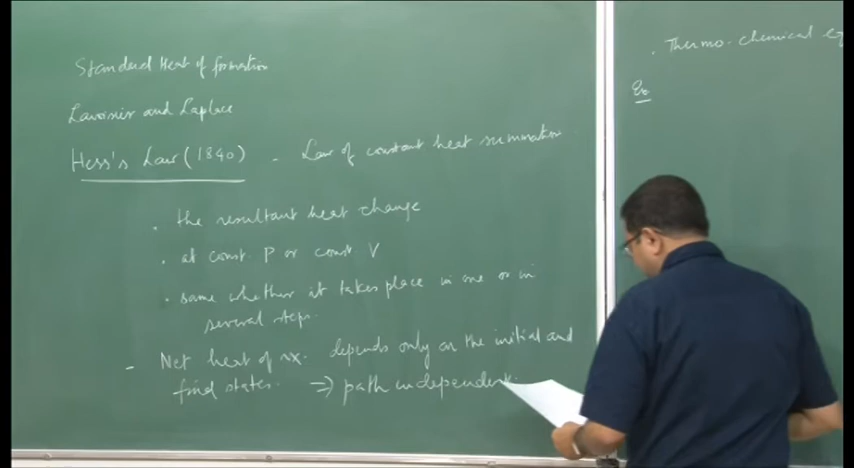 Standard Heat of formation
Lavoisier and Laplace
Hess's Law (1840) - Law of constant heat summation
. the resultant heat change
. at const. P or const V
. same whether it takes place in one or in
several steps.
- Net heat of rx. depends only on the initial and
final states. ⇒ path independent.
. Thermo-chemical
Ex